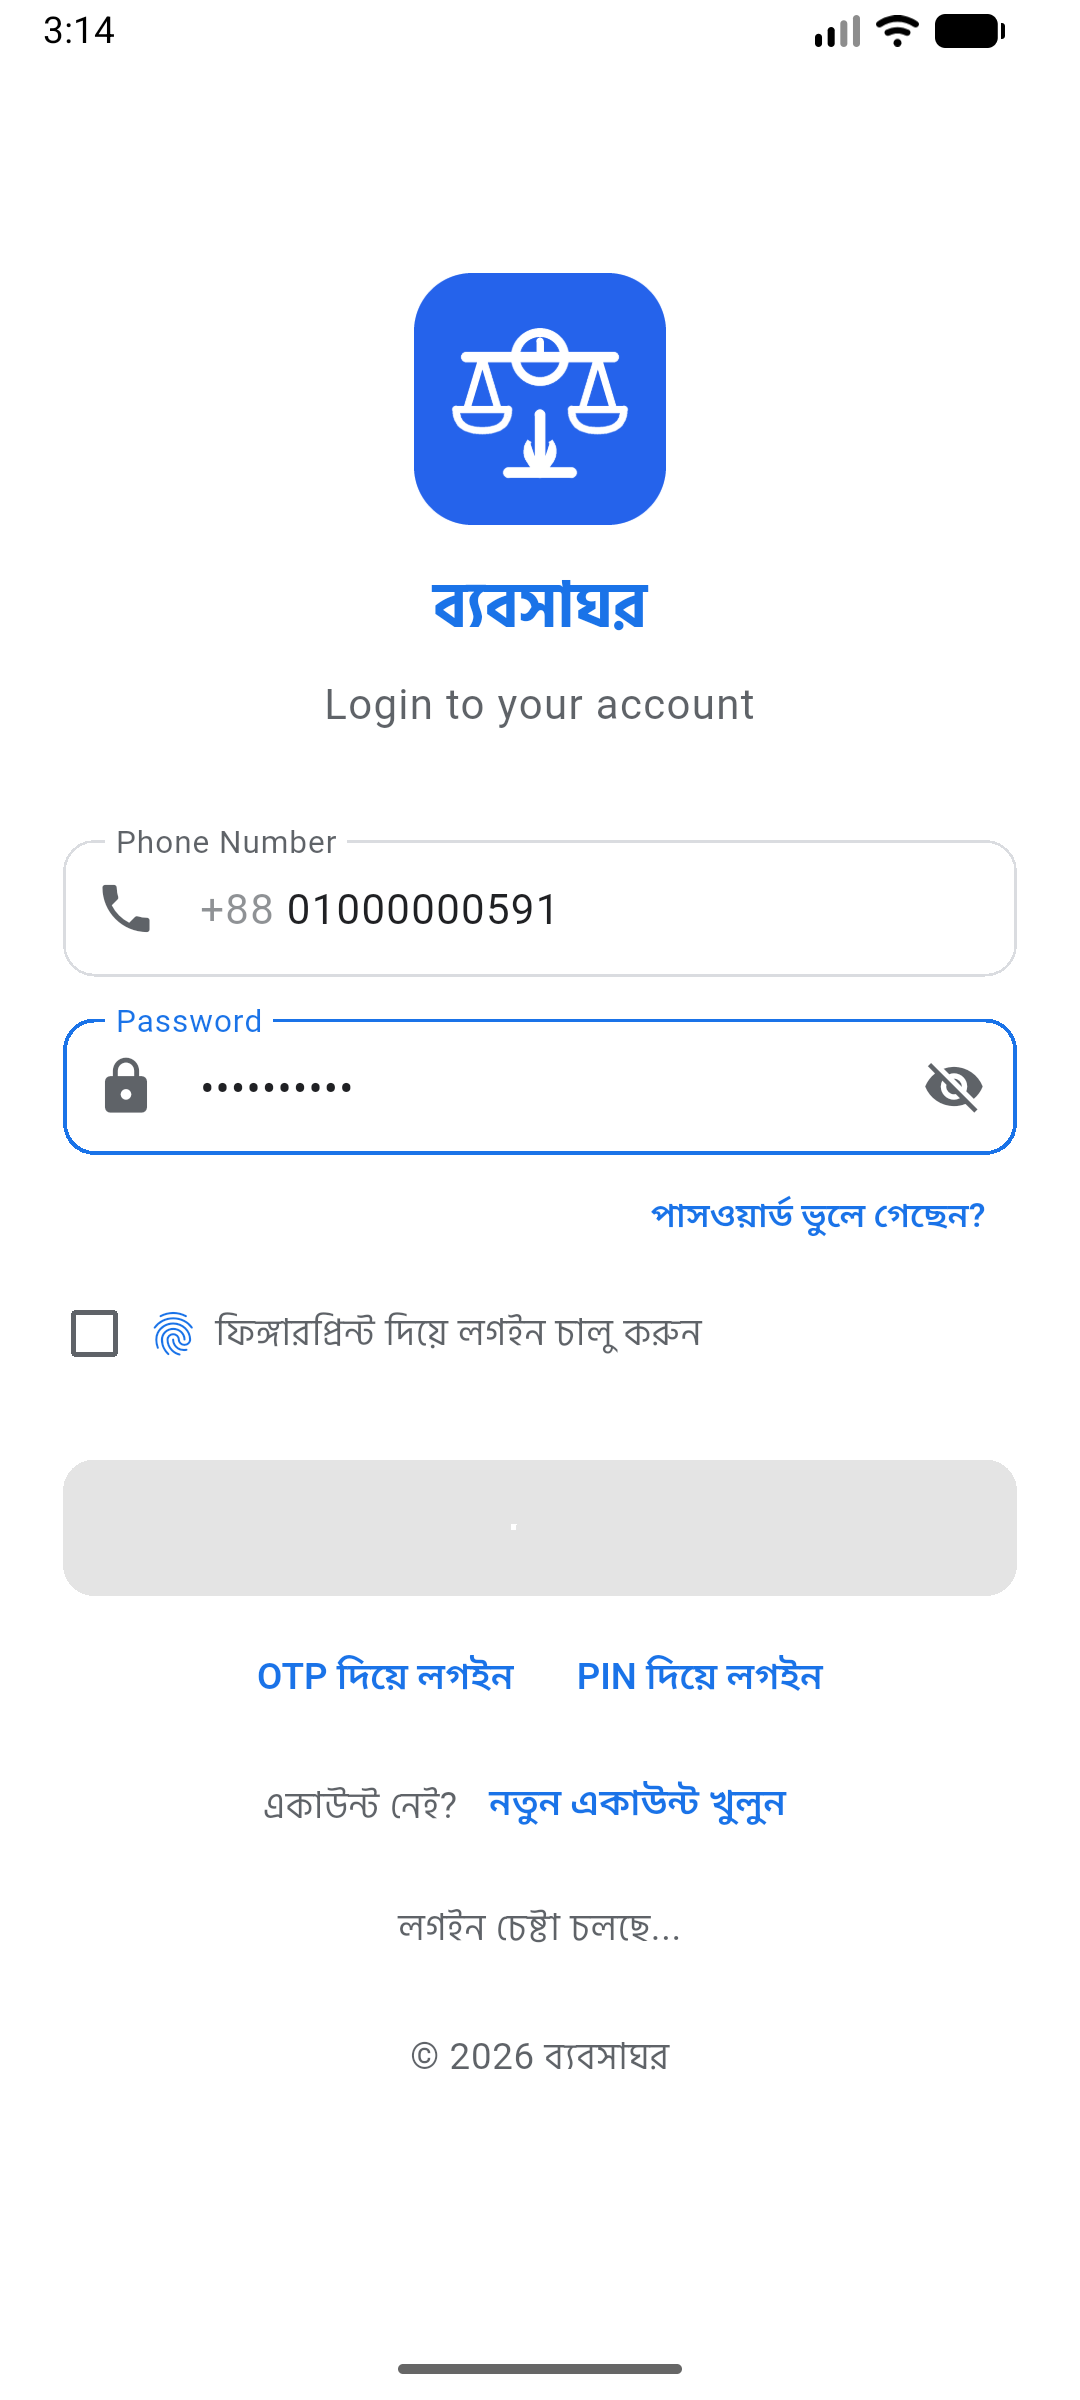 3:14
ব্যবসাঘর
Login to your account
Phone Number
+88 01000000591
Password
••••••••••
পাসওয়ার্ড ভুলে গেছেন?
ফিঙ্গারপ্রিন্ট দিয়ে লগইন চালু করুন
OTP দিয়ে লগইন PIN দিয়ে লগইন
একাউন্ট নেই? নতুন একাউন্ট খুলুন
লগইন চেষ্টা চলছে...
© 2026 ব্যবসাঘর